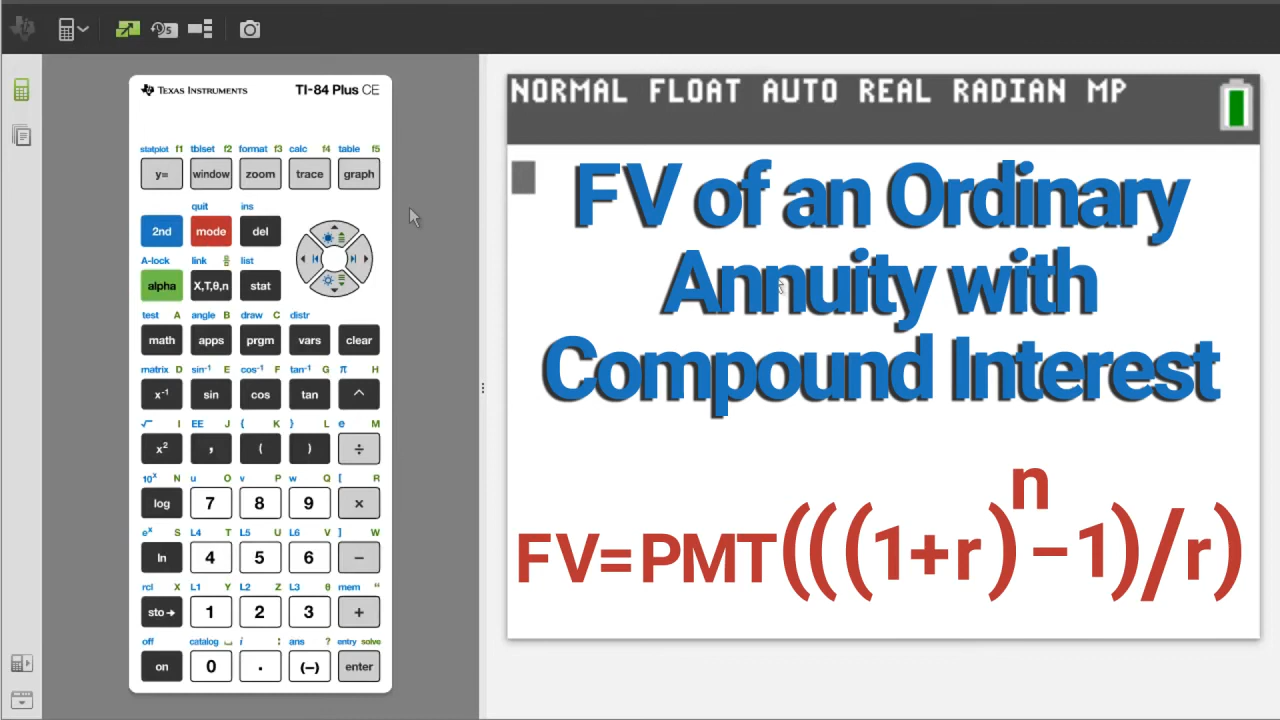 TEXAS INSTRUMENTS TI-84 Plus CE
statplot f1 tblset f2 format f3 calc f4 table f5
y= window zoom trace graph
quit ins
2nd mode del
A-lock link list
alpha X,T,θ,n stat
test A angle B draw C distr
math apps prgm vars clear
matrix D sin⁻¹ E cos⁻¹ F tan⁻¹ G π H
x⁻¹ sin cos tan ^
√ I EE J { K } L e M
x² , ( ) ÷
10ˣ N u O v P w Q [ R
log 7 8 9 ×
eˣ S L4 T L5 U L6 V ] W
ln 4 5 6 −
rcl X L1 Y L2 Z L3 θ mem “
sto→ 1 2 3 +
off catalog ␣ i : ans ? entry solve
on 0 . (−) enter
NORMAL FLOAT AUTO REAL RADIAN MP
FV of an Ordinary
Annuity with
Compound Interest
FV=PMT(((1+r)ⁿ−1)/r)